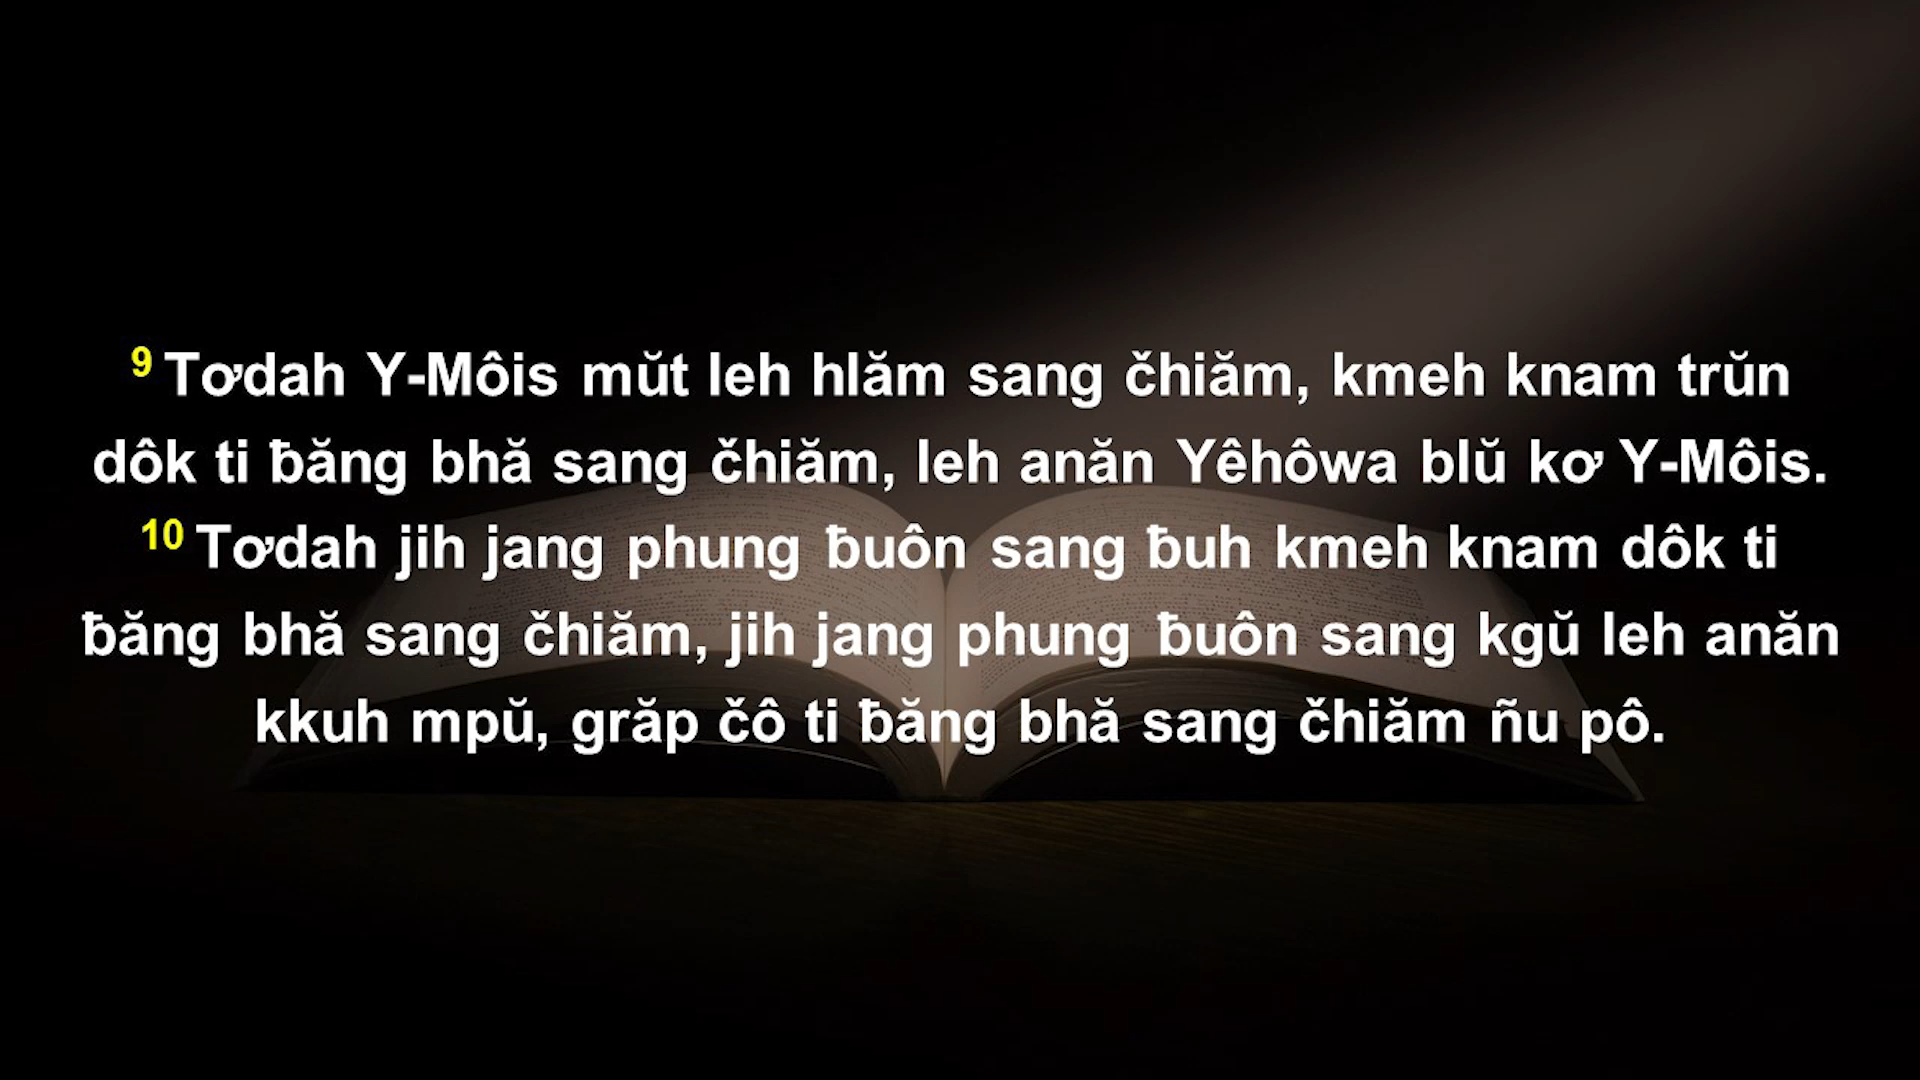 9 Tơdah Y-Môis mŭt leh hlăm sang čhiăm, kmeh knam trŭn
dôk ti ƀăng bhă sang čhiăm, leh anăn Yêhôwa blŭ kơ Y-Môis.
10 Tơdah jih jang phung ƀuôn sang ƀuh kmeh knam dôk ti
ƀăng bhă sang čhiăm, jih jang phung ƀuôn sang kgŭ leh anăn
kkuh mpŭ, grăp čô ti ƀăng bhă sang čhiăm ñu pô.